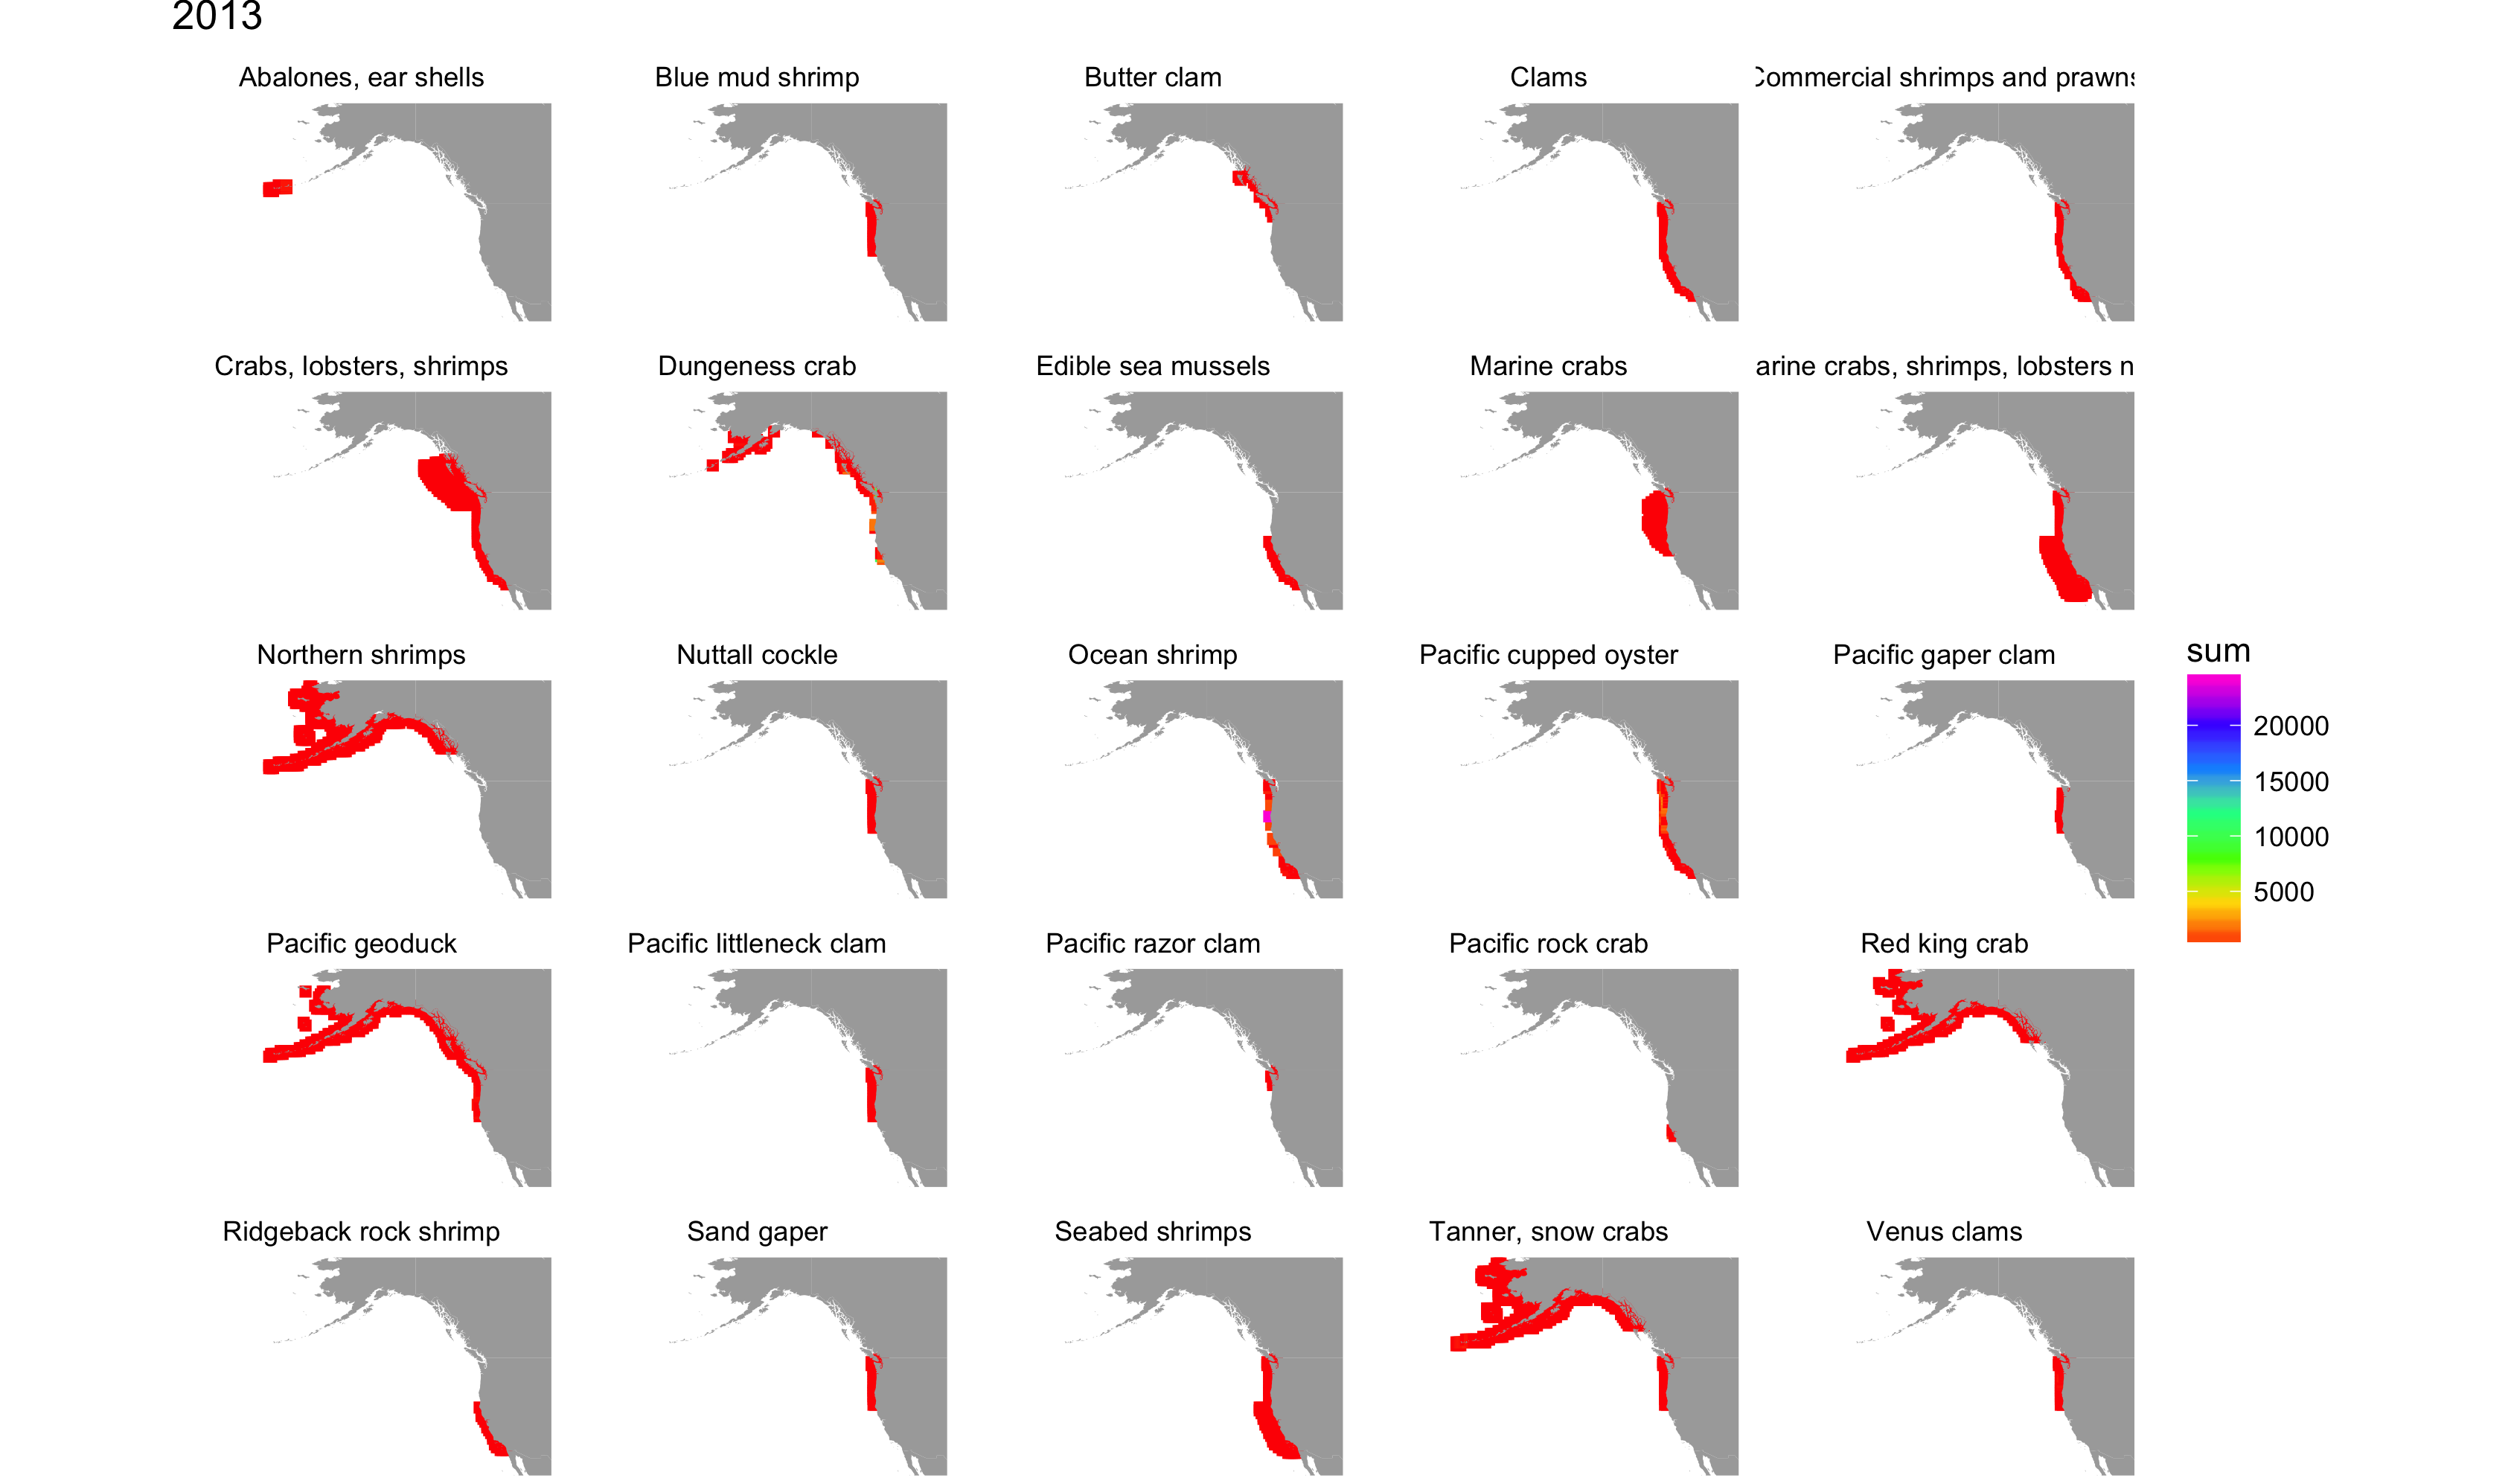 2013
Abalones, ear shells
Blue mud shrimp
Butter clam
Clams
Commercial shrimps and prawns
Crabs, lobsters, shrimps
Dungeness crab
Edible sea mussels
Marine crabs
arine crabs, shrimps, lobsters n
Northern shrimps
Nuttall cockle
Ocean shrimp
Pacific cupped oyster
Pacific gaper clam
sum
20000
15000
10000
5000
Pacific geoduck
Pacific littleneck clam
Pacific razor clam
Pacific rock crab
Red king crab
Ridgeback rock shrimp
Sand gaper
Seabed shrimps
Tanner, snow crabs
Venus clams